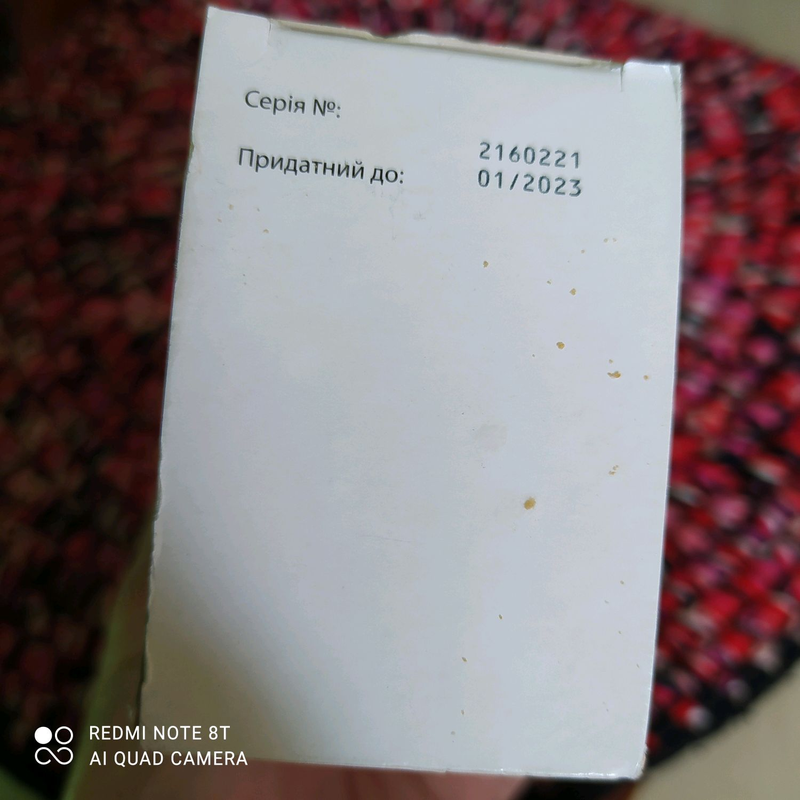 Серія №:
2160221
Придатний до:
01/2023
REDMI NOTE 8T
AI QUAD CAMERA